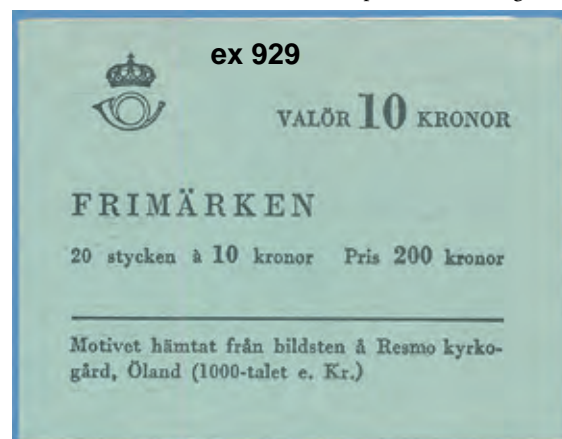 ex 929
VALÖR 10 KRONOR
FRIMÄRKEN
20 stycken à 10 kronor Pris 200 kronor
Motivet hämtat från bildsten å Resmo kyrko-
gård, Öland (1000-talet e. Kr.)